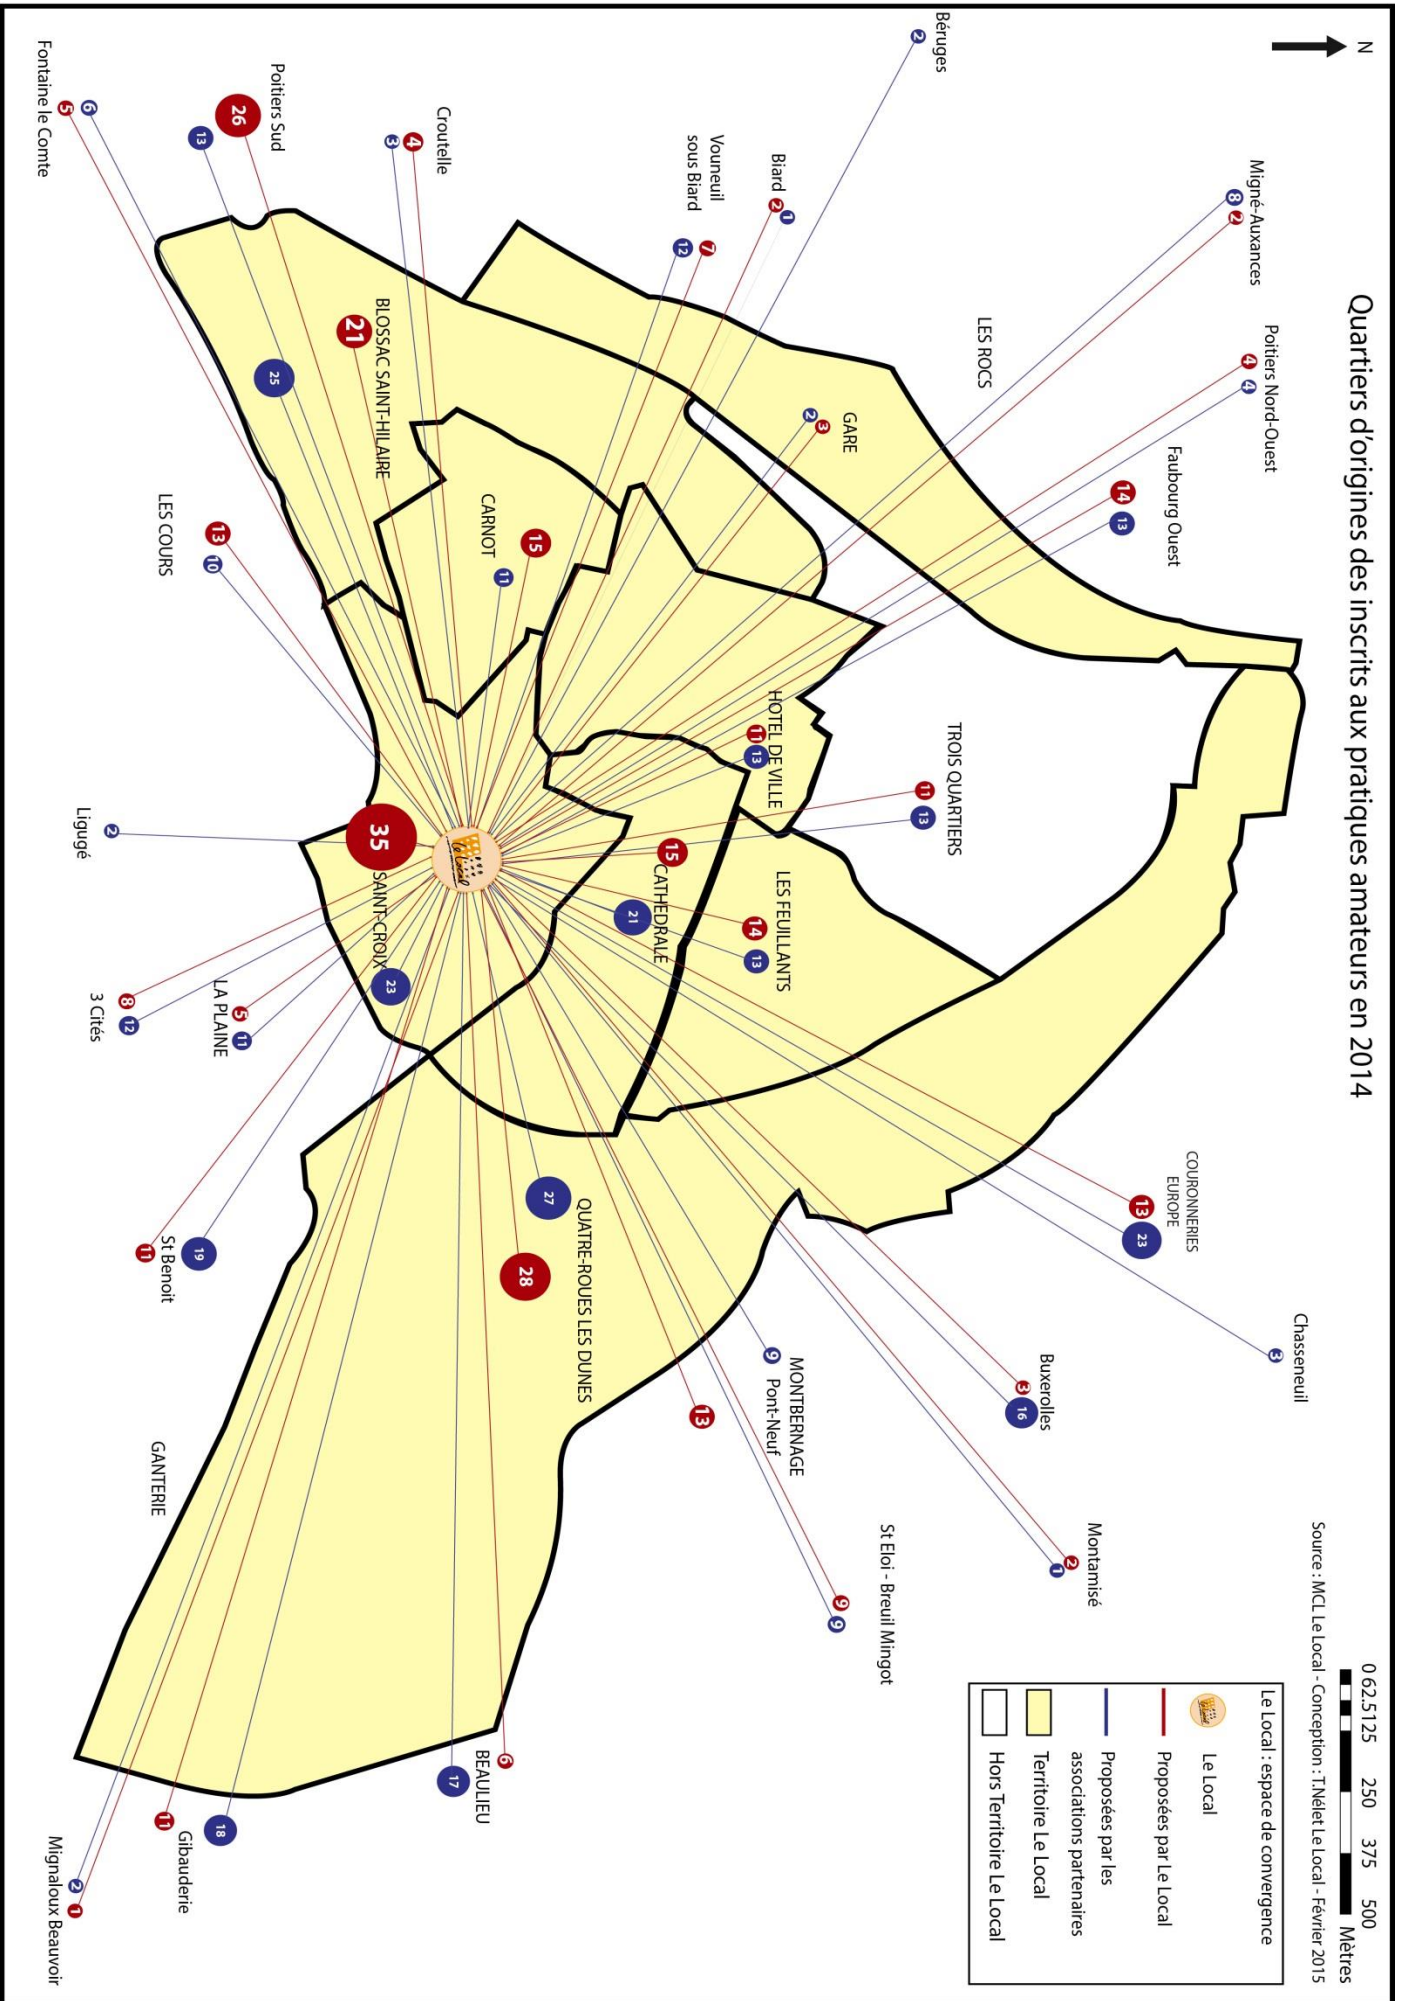 Quartiers d'origines des inscrits aux pratiques amateurs en 2014
N
0 62.5125 250 375 500
Mètres
Source : MCL Le Local - Conception : T.Nélet Le Local - Février 2015
Le Local : espace de convergence
Le Local
Proposées par Le Local
Proposées par les
associations partenaires
Territoire Le Local
Hors Territoire Le Local
Migné-Auxances
8
2
Poitiers Nord-Ouest
4
4
Faubourg Ouest
14
13
COURONNERIES
EUROPE
13
23
Chasseneuil
3
Buxerolles
3
16
Montamisé
2
1
Béruges
2
LES ROCS
TROIS QUARTIERS
11
13
St Eloi - Breuil Mingot
9
9
Biard
1
2
GARE
3
2
HOTEL DE VILLE
11
13
LES FEUILLANTS
14
13
MONTBERNAGE
Pont-Neuf
9
13
Vouneuil
sous Biard
7
12
CATHEDRALE
15
21
QUATRE-ROUES LES DUNES
27
28
Croutelle
4
3
CARNOT
15
11
BEAULIEU
6
17
BLOSSAC SAINT-HILAIRE
21
25
le Local
35
SAINT-CROIX
23
Poitiers Sud
26
13
LES COURS
13
10
LA PLAINE
5
11
St Benoit
19
11
GANTERIE
Gibauderie
18
11
Fontaine le Comte
6
5
Ligugé
2
3 Cités
8
12
Mignaloux Beauvoir
2
1